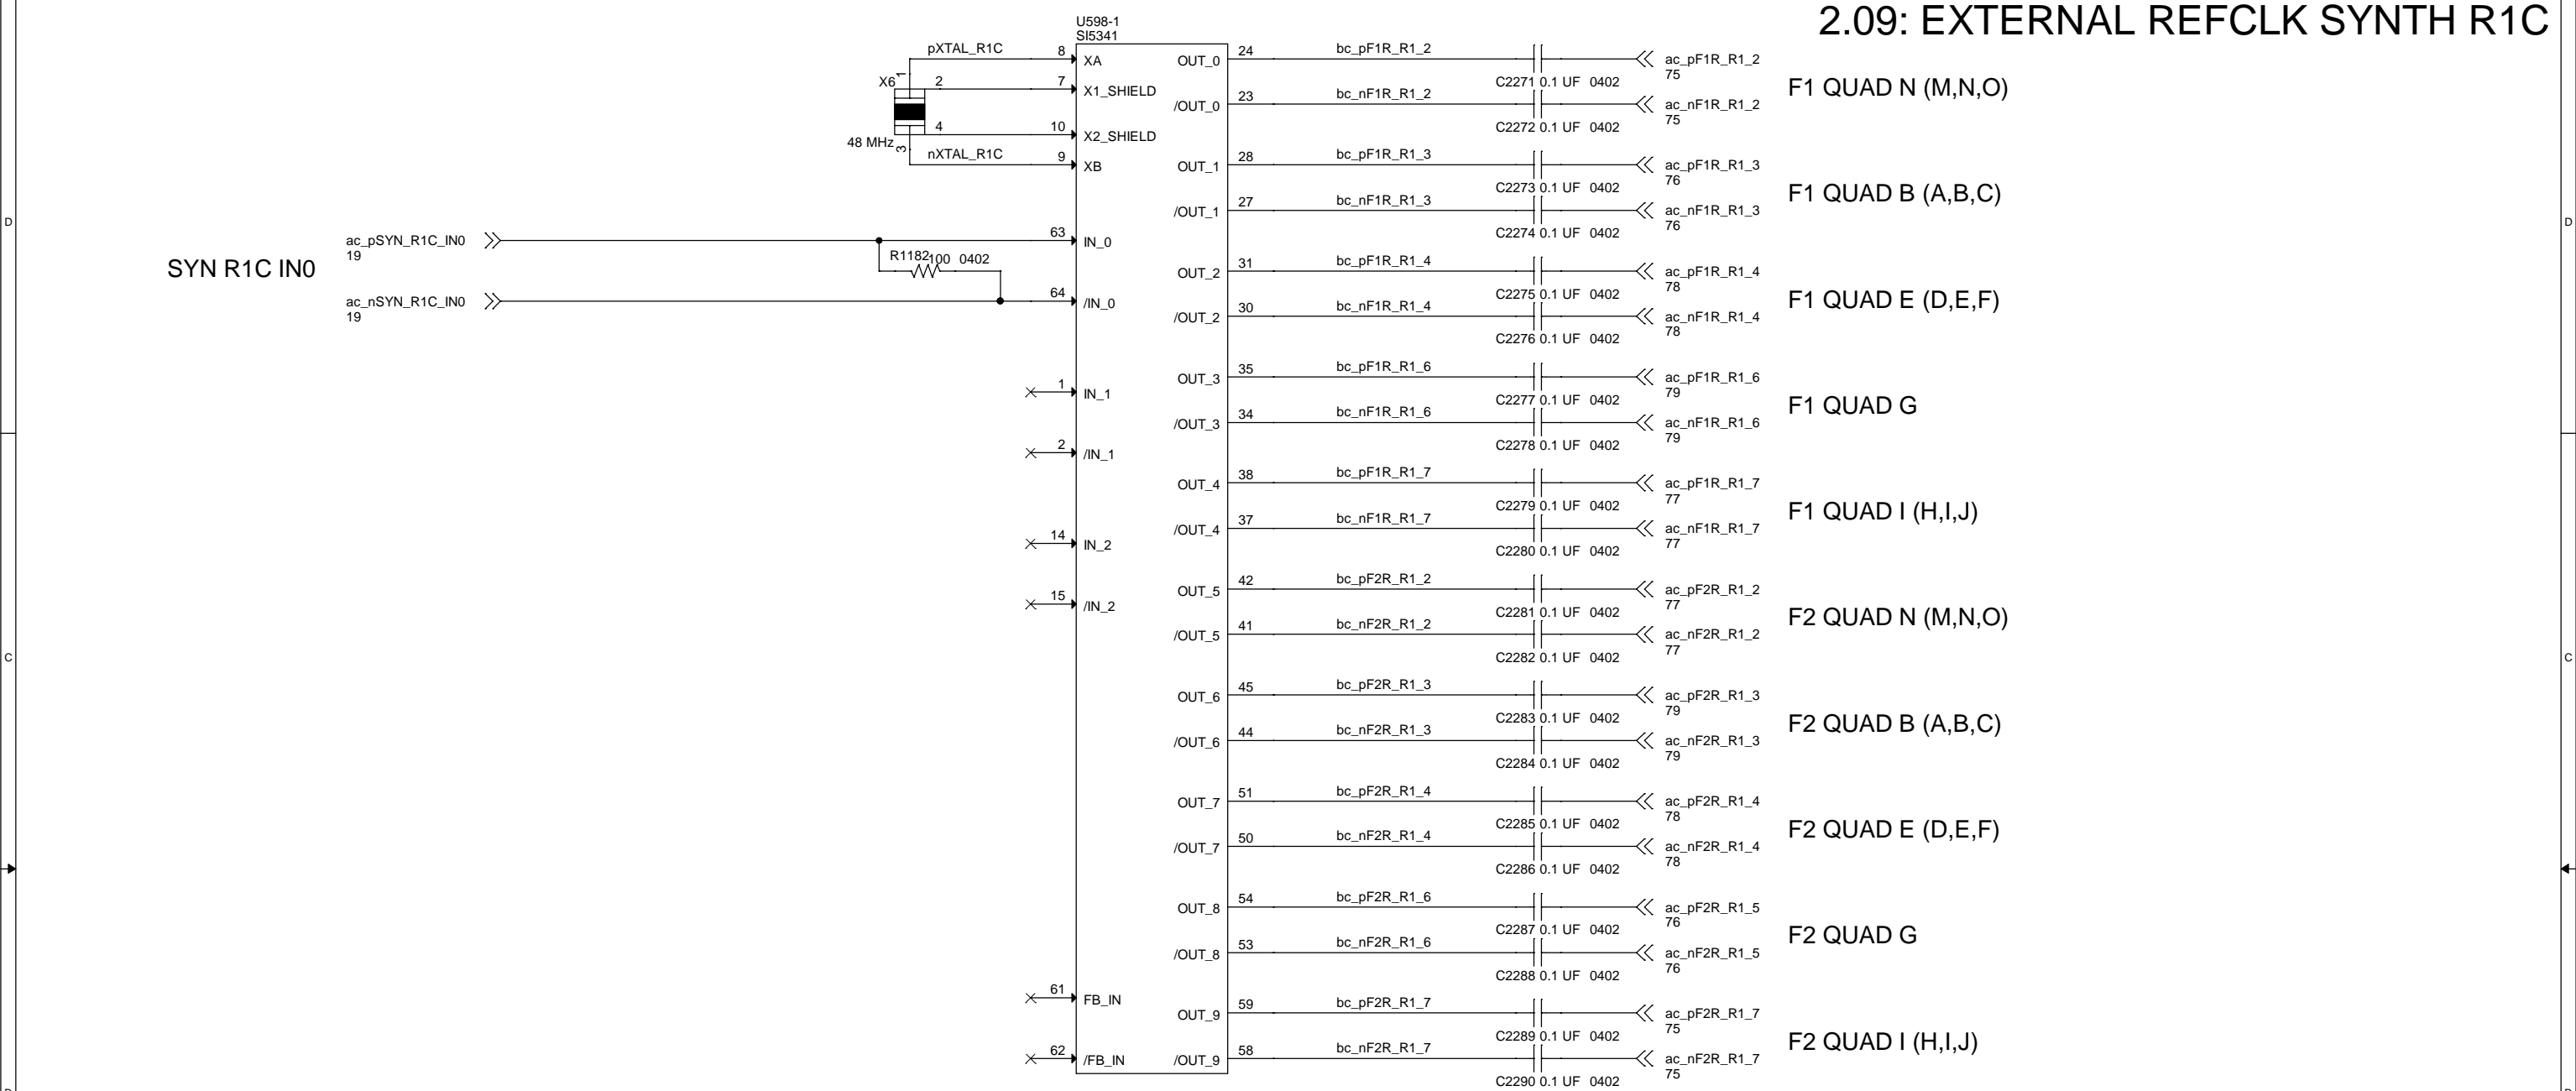 2.09: EXTERNAL REFCLK SYNTH R1C
U598-1
SI5341
pXTAL_R1C
8
XA
X6
1
2
7
X1_SHIELD
4
10
X2_SHIELD
48 MHz
3
nXTAL_R1C
9
XB
SYN R1C IN0
ac_pSYN_R1C_IN0
19
63
IN_0
R1182 100 0402
ac_nSYN_R1C_IN0
19
64
/IN_0
1
IN_1
2
/IN_1
14
IN_2
15
/IN_2
61
FB_IN
62
/FB_IN
OUT_0 24 bc_pF1R_R1_2
C2271 0.1 UF 0402
ac_pF1R_R1_2
75
/OUT_0 23 bc_nF1R_R1_2
C2272 0.1 UF 0402
ac_nF1R_R1_2
75
F1 QUAD N (M,N,O)
OUT_1 28 bc_pF1R_R1_3
C2273 0.1 UF 0402
ac_pF1R_R1_3
76
/OUT_1 27 bc_nF1R_R1_3
C2274 0.1 UF 0402
ac_nF1R_R1_3
76
F1 QUAD B (A,B,C)
OUT_2 31 bc_pF1R_R1_4
C2275 0.1 UF 0402
ac_pF1R_R1_4
78
/OUT_2 30 bc_nF1R_R1_4
C2276 0.1 UF 0402
ac_nF1R_R1_4
78
F1 QUAD E (D,E,F)
OUT_3 35 bc_pF1R_R1_6
C2277 0.1 UF 0402
ac_pF1R_R1_6
79
/OUT_3 34 bc_nF1R_R1_6
C2278 0.1 UF 0402
ac_nF1R_R1_6
79
F1 QUAD G
OUT_4 38 bc_pF1R_R1_7
C2279 0.1 UF 0402
ac_pF1R_R1_7
77
/OUT_4 37 bc_nF1R_R1_7
C2280 0.1 UF 0402
ac_nF1R_R1_7
77
F1 QUAD I (H,I,J)
OUT_5 42 bc_pF2R_R1_2
C2281 0.1 UF 0402
ac_pF2R_R1_2
77
/OUT_5 41 bc_nF2R_R1_2
C2282 0.1 UF 0402
ac_nF2R_R1_2
77
F2 QUAD N (M,N,O)
OUT_6 45 bc_pF2R_R1_3
C2283 0.1 UF 0402
ac_pF2R_R1_3
79
/OUT_6 44 bc_nF2R_R1_3
C2284 0.1 UF 0402
ac_nF2R_R1_3
79
F2 QUAD B (A,B,C)
OUT_7 51 bc_pF2R_R1_4
C2285 0.1 UF 0402
ac_pF2R_R1_4
78
/OUT_7 50 bc_nF2R_R1_4
C2286 0.1 UF 0402
ac_nF2R_R1_4
78
F2 QUAD E (D,E,F)
OUT_8 54 bc_pF2R_R1_6
C2287 0.1 UF 0402
ac_pF2R_R1_5
76
/OUT_8 53 bc_nF2R_R1_6
C2288 0.1 UF 0402
ac_nF2R_R1_5
76
F2 QUAD G
OUT_9 59 bc_pF2R_R1_7
C2289 0.1 UF 0402
ac_pF2R_R1_7
75
/OUT_9 58 bc_nF2R_R1_7
C2290 0.1 UF 0402
ac_nF2R_R1_7
75
F2 QUAD I (H,I,J)
D
D
C
C